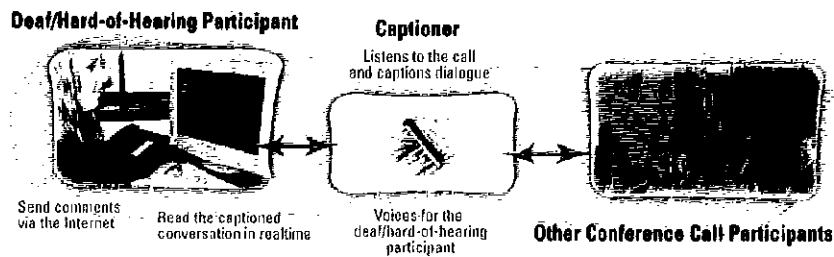 Deaf/Hard-of-Hearing Participant
Captioner
Listens to the call
and captions dialogue
Send comments
via the Internet
Read the captioned
conversation in realtime
Voices for the
deaf/hard-of-hearing
participant
Other Conference Call Participants